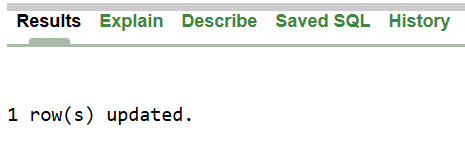 Results Explain Describe Saved SQL History
1 row(s) updated.